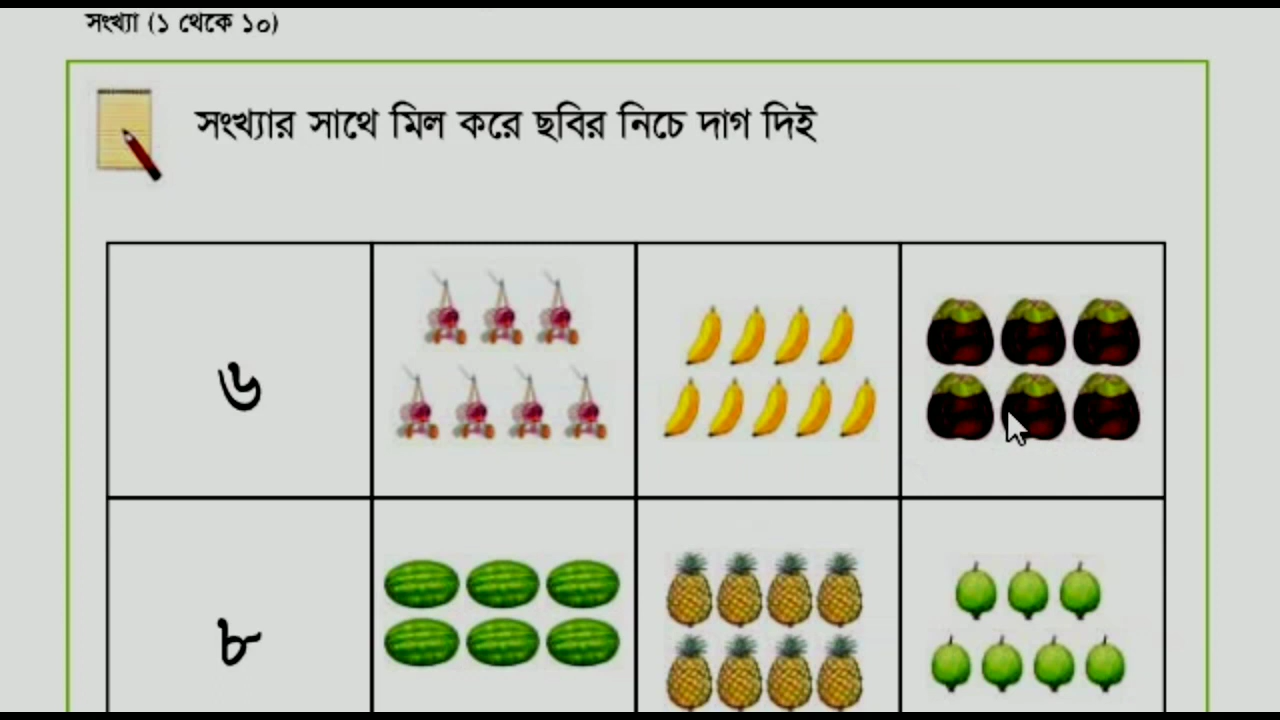 সংখ্যা (১ থেকে ১০)
সংখ্যার সাথে মিল করে ছবির নিচে দাগ দিই
৬
৮